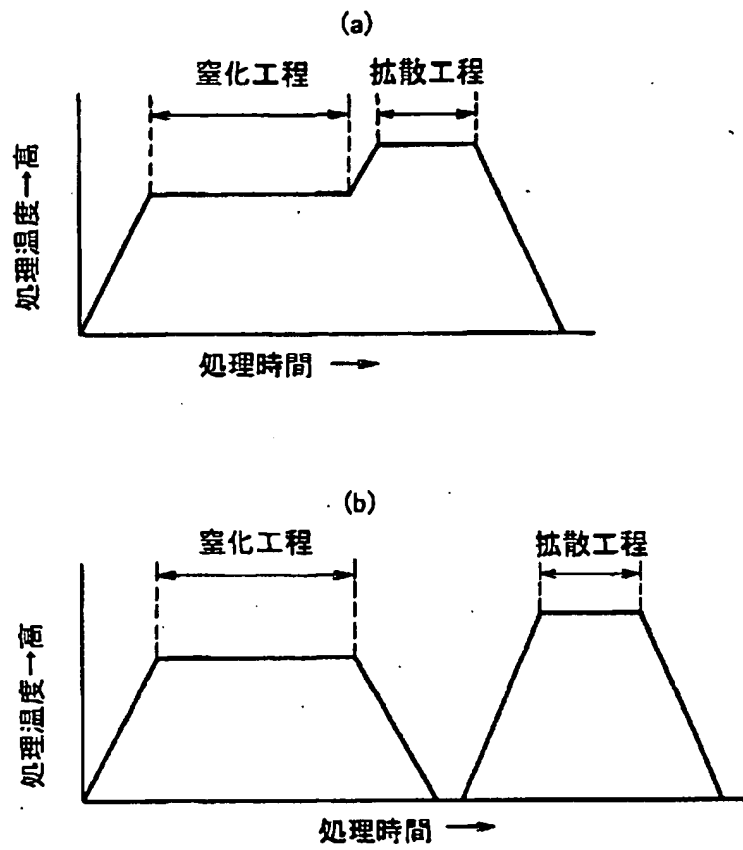 (a)
窒化工程
拡散工程
処理温度→高
処理時間 →
(b)
窒化工程
拡散工程
処理温度→高
処理時間 →